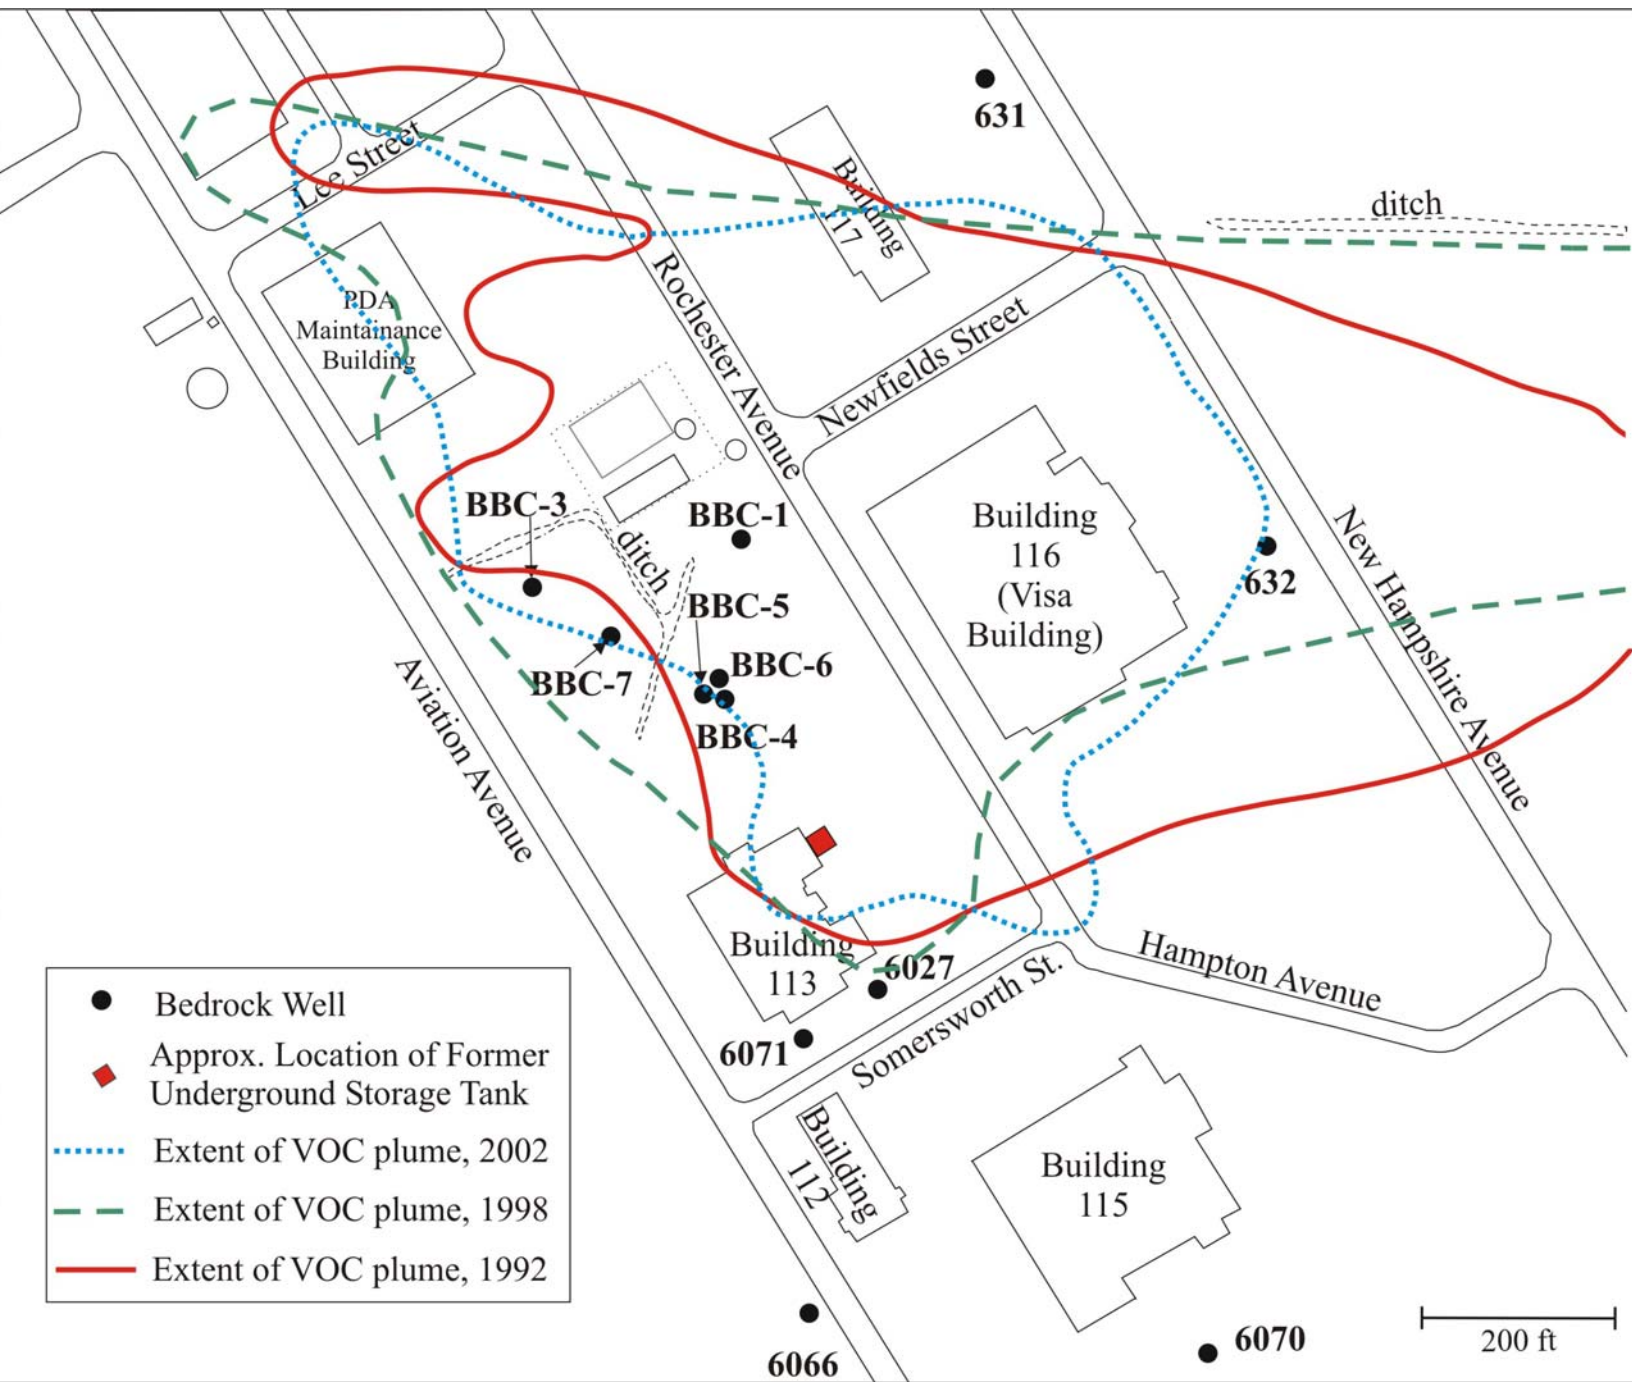 631
Lee Street
Building
117
ditch
PDA
Maintainance
Building
Rochester Avenue
Newfields Street
BBC-3
BBC-1
ditch
Building
116
(Visa
Building)
New Hampshire Avenue
632
BBC-5
BBC-6
BBC-7
BBC-4
Aviation Avenue
Building
113
6027
Hampton Avenue
6071
Somersworth St.
Building
112
Building
115
Bedrock Well
Approx. Location of Former
Underground Storage Tank
Extent of VOC plume, 2002
Extent of VOC plume, 1998
Extent of VOC plume, 1992
6066
6070
200 ft